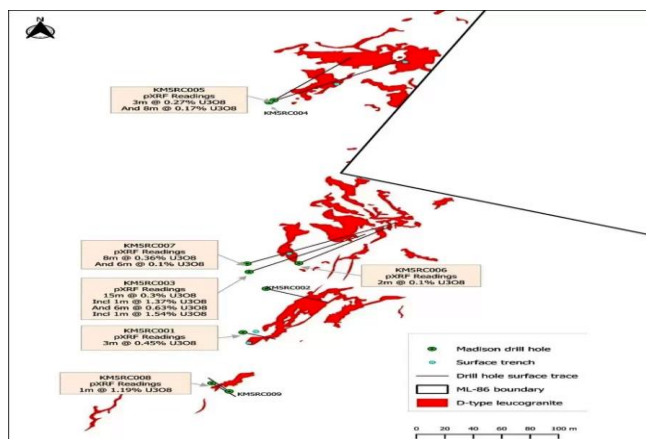 N
KMSRC005
pXRF Readings
3m @ 0.27% U3O8
And 8m @ 0.17% U3O8
KMSRC004
KMSRC007
pXRF Readings
8m @ 0.36% U3O8
And 6m @ 0.1% U3O8
KMSRC003
pXRF Readings
15m @ 0.3% U3O8
Incl 1m @ 1.37% U3O8
And 6m @ 0.63% U3O8
Incl 1m @ 1.54% U3O8
KMSRC006
pXRF Readings
2m @ 0.1% U3O8
KMSRC002
KMSRC001
pXRF Readings
3m @ 0.45% U3O8
KMSRC008
pXRF Readings
1m @ 1.19% U3O8
KMSRC009
Madison drill hole
Surface trench
Drill hole surface trace
ML-86 boundary
D-type leucogranite
0 20 40 60 80 100 m